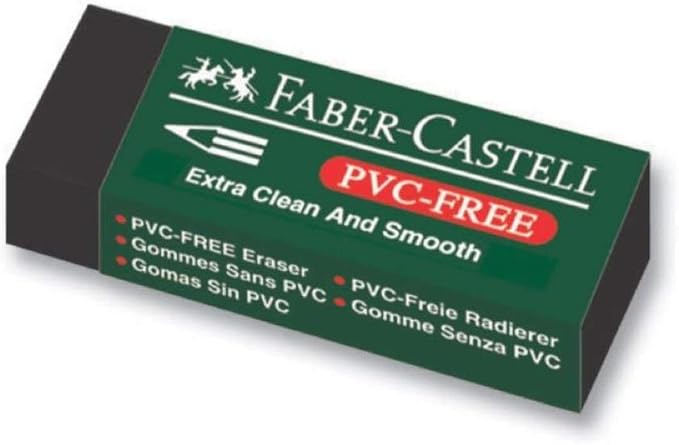 FABER-CASTELL
PVC-FREE
Extra Clean And Smooth
PVC-FREE Eraser
Gommes Sans PVC
Gomas Sin PVC
PVC-Freie Radierer
Gomme Senza PVC